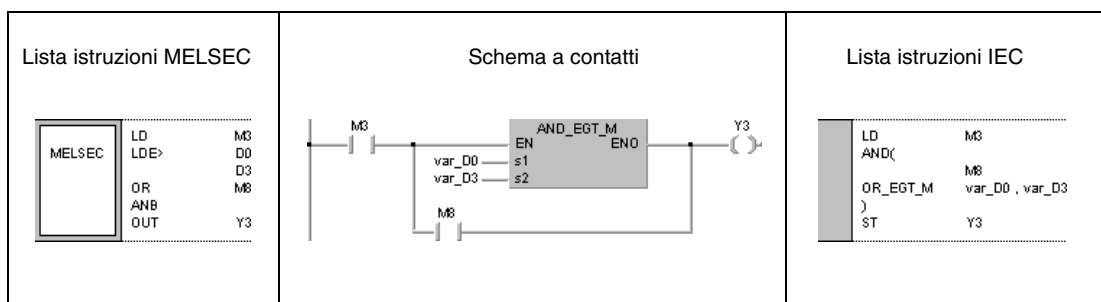 Lista istruzioni MELSEC
MELSEC
LD M3
LDE> D0
D3
OR M8
ANB
OUT Y3
Schema a contatti
M3
AND_EGT_M
EN ENO
var_D0 s1
var_D3 s2
Y3
M8
Lista istruzioni IEC
LD M3
AND(
M8
OR_EGT_M var_D0 , var_D3
)
ST Y3